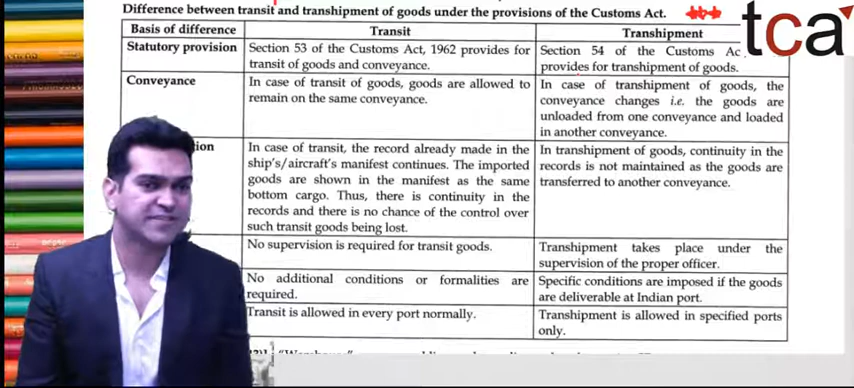 Difference between transit and transhipment of goods under the provisions of the Customs Act.
tca
Basis of difference Transit Transhipment
Statutory provision Section 53 of the Customs Act, 1962 provides for Section 54 of the Customs Ac
transit of goods and conveyance. provides for transhipment of goods.
Conveyance In case of transit of goods, goods are allowed to In case of transhipment of goods, the
remain on the same conveyance. conveyance changes i.e. the goods are
unloaded from one conveyance and loaded
in another conveyance.
ion In case of transit, the record already made in the In transhipment of goods, continuity in the
ship's/aircraft's manifest continues. The imported records is not maintained as the goods are
goods are shown in the manifest as the same transferred to another conveyance.
bottom cargo. Thus, there is continuity in the
records and there is no chance of the control over
such transit goods being lost.
No supervision is required for transit goods. Transhipment takes place under the
supervision of the proper officer.
No additional conditions or formalities are Specific conditions are imposed if the goods
required. are deliverable at Indian port.
Transit is allowed in every port normally. Transhipment is allowed in specified ports
only.